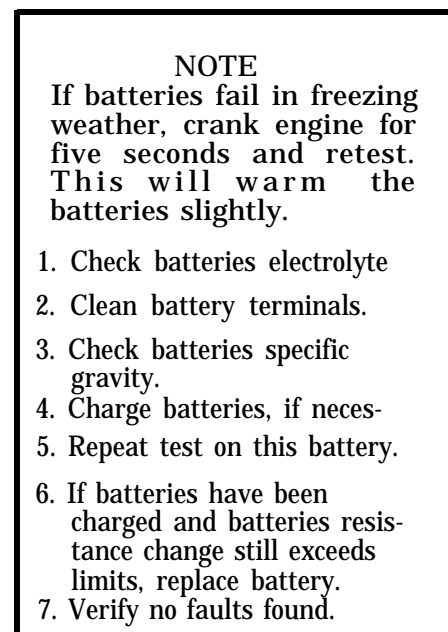 NOTE
If batteries fail in freezing
weather, crank engine for
five seconds and retest.
This will warm the
batteries slightly.
1. Check batteries electrolyte
2. Clean battery terminals.
3. Check batteries specific
gravity.
4. Charge batteries, if neces-
5. Repeat test on this battery.
6. If batteries have been
charged and batteries resis-
tance change still exceeds
limits, replace battery.
7. Verify no faults found.